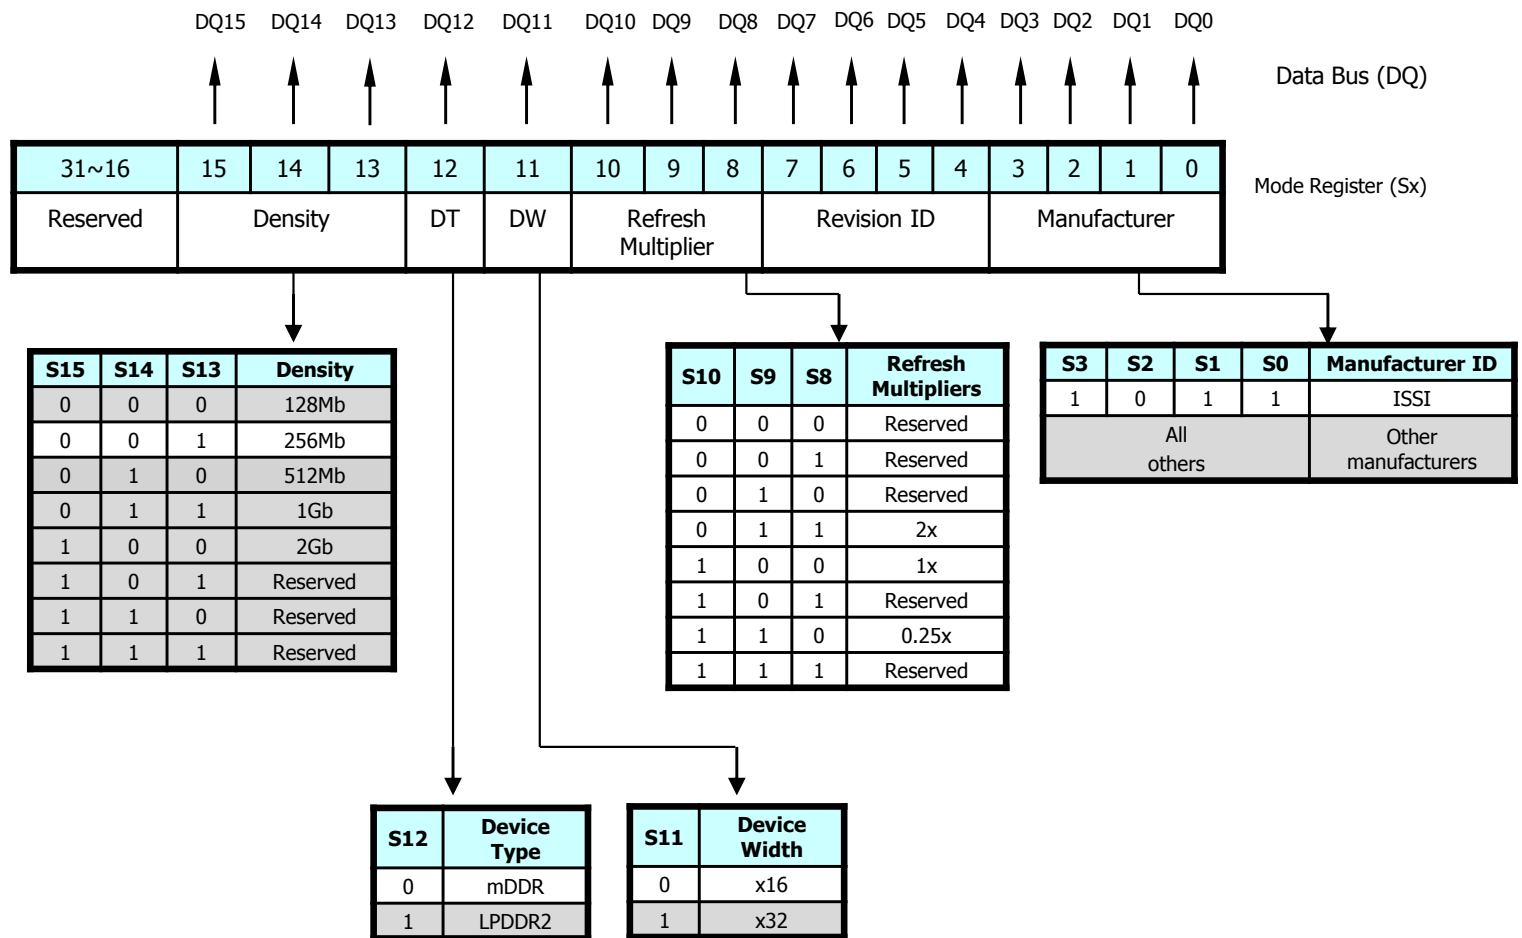 DQ15 DQ14 DQ13 DQ12 DQ11 DQ10 DQ9 DQ8 DQ7 DQ6 DQ5 DQ4 DQ3 DQ2 DQ1 DQ0
Data Bus (DQ)
31~16 15 14 13 12 11 10 9 8 7 6 5 4 3 2 1 0
Mode Register (Sx)
Reserved Density DT DW Refresh Revision ID Manufacturer
Multiplier
S15 S14 S13 Density
0 0 0 128Mb
0 0 1 256Mb
0 1 0 512Mb
0 1 1 1Gb
1 0 0 2Gb
1 0 1 Reserved
1 1 0 Reserved
1 1 1 Reserved
S10 S9 S8 Refresh
Multipliers
0 0 0 Reserved
0 0 1 Reserved
0 1 0 Reserved
0 1 1 2x
1 0 0 1x
1 0 1 Reserved
1 1 0 0.25x
1 1 1 Reserved
S3 S2 S1 S0 Manufacturer ID
1 0 1 1 ISSI
All Other
others manufacturers
S12 Device
Type
0 mDDR
1 LPDDR2
S11 Device
Width
0 x16
1 x32